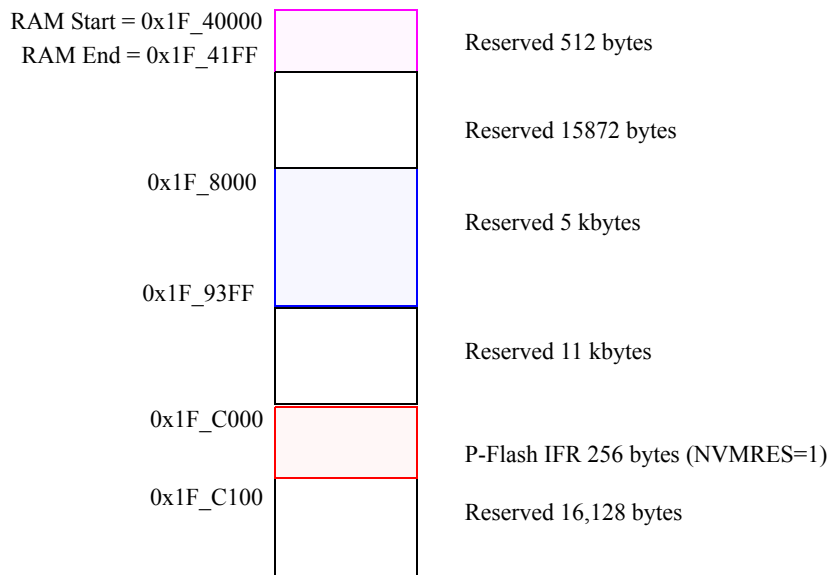 RAM Start = 0x1F_40000
RAM End = 0x1F_41FF
Reserved 512 bytes
Reserved 15872 bytes
0x1F_8000
Reserved 5 kbytes
0x1F_93FF
Reserved 11 kbytes
0x1F_C000
P-Flash IFR 256 bytes (NVMRES=1)
0x1F_C100
Reserved 16,128 bytes